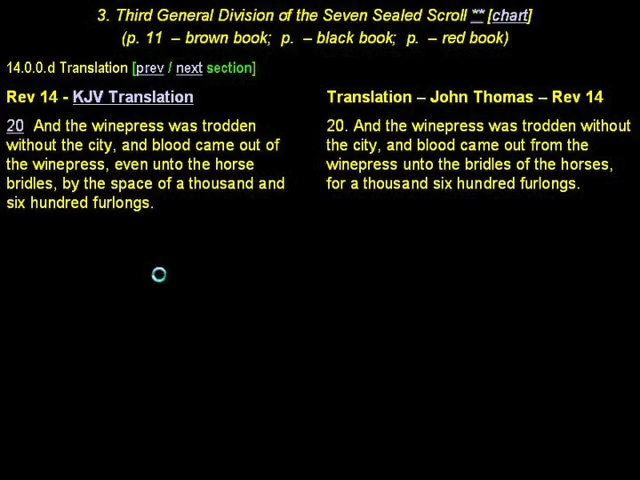 3. Third General Division of the Seven Sealed Scroll ** [chart]
(p. 11 – brown book; p. – black book; p. – red book)
14.0.0.d Translation [prev / next section]
Rev 14 - KJV Translation
20 And the winepress was trodden
without the city, and blood came out of
the winepress, even unto the horse
bridles, by the space of a thousand and
six hundred furlongs.
Translation – John Thomas – Rev 14
20. And the winepress was trodden without
the city, and blood came out from the
winepress unto the bridles of the horses,
for a thousand six hundred furlongs.